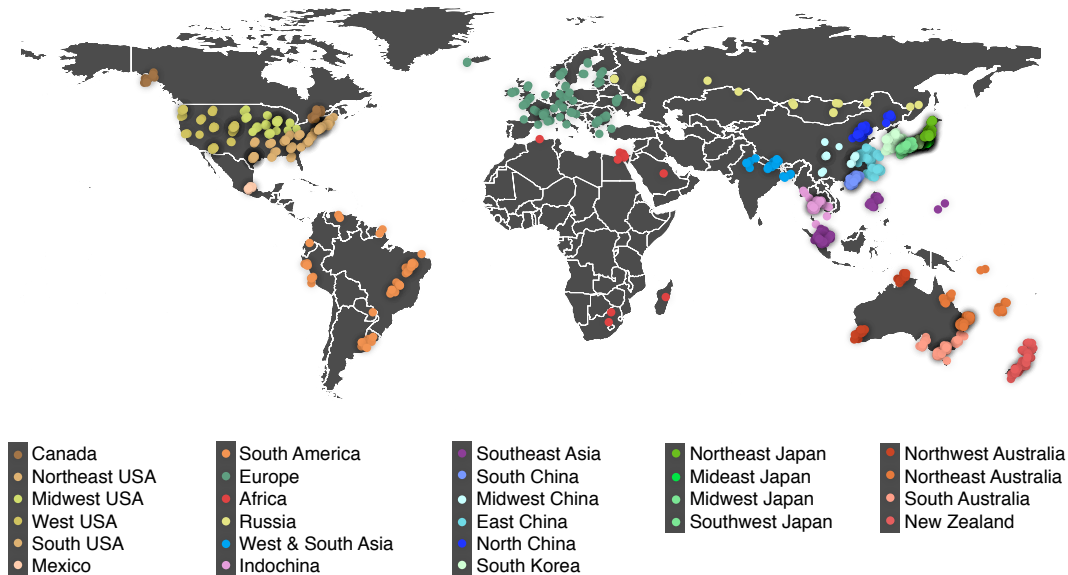 Canada
Northeast USA
Midwest USA
West USA
South USA
Mexico
South America
Europe
Africa
Russia
West & South Asia
Indochina
Southeast Asia
South China
Midwest China
East China
North China
South Korea
Northeast Japan
Mideast Japan
Midwest Japan
Southwest Japan
Northwest Australia
Northeast Australia
South Australia
New Zealand